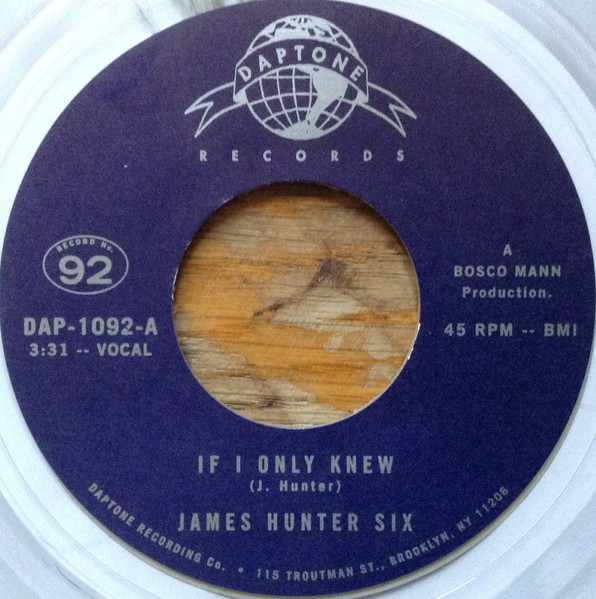 DAPTONE
RECORDS
RECORD No.
92
DAP-1092-A
3:31 -- VOCAL
A
BOSCO MANN
Production.
45 RPM -- BMI
IF I ONLY KNEW
(J. Hunter)
JAMES HUNTER SIX
DAPTONE RECORDING Co. • 115 TROUTMAN ST., BROOKLYN, NY 11206